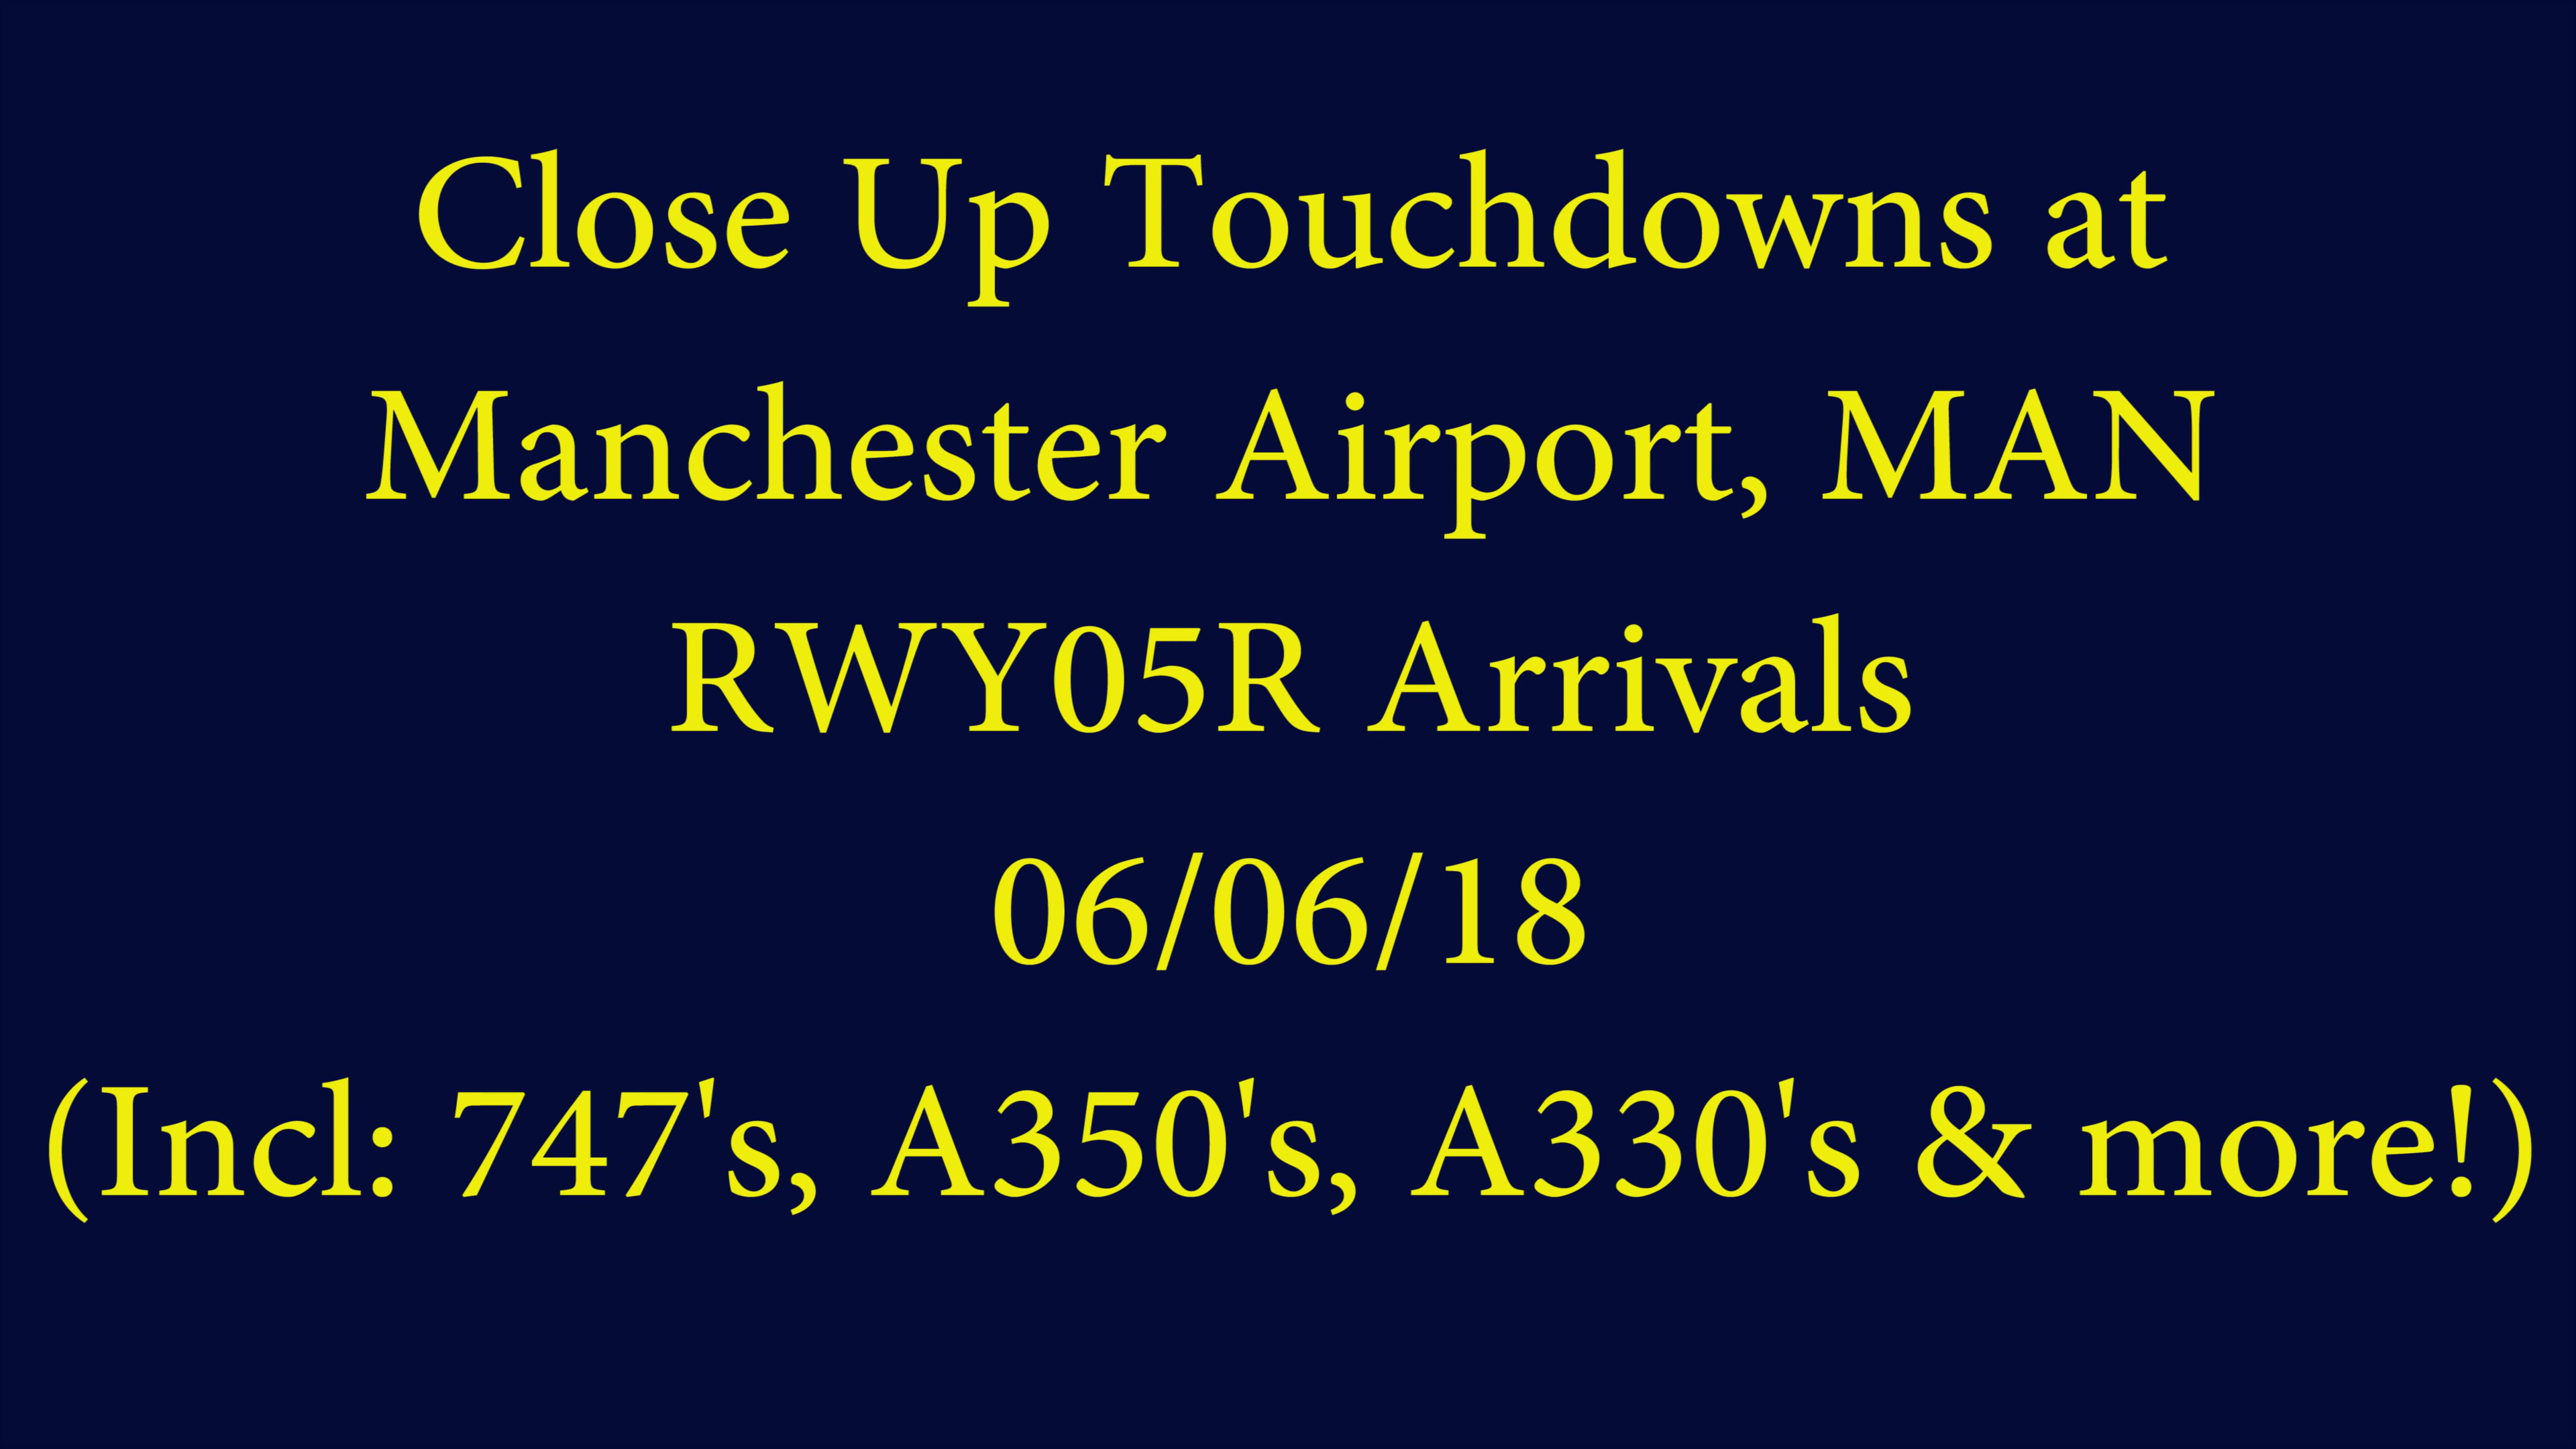 Close Up Touchdowns at
Manchester Airport, MAN
RWY05R Arrivals
06/06/18
(Incl: 747's, A350's, A330's & more!)